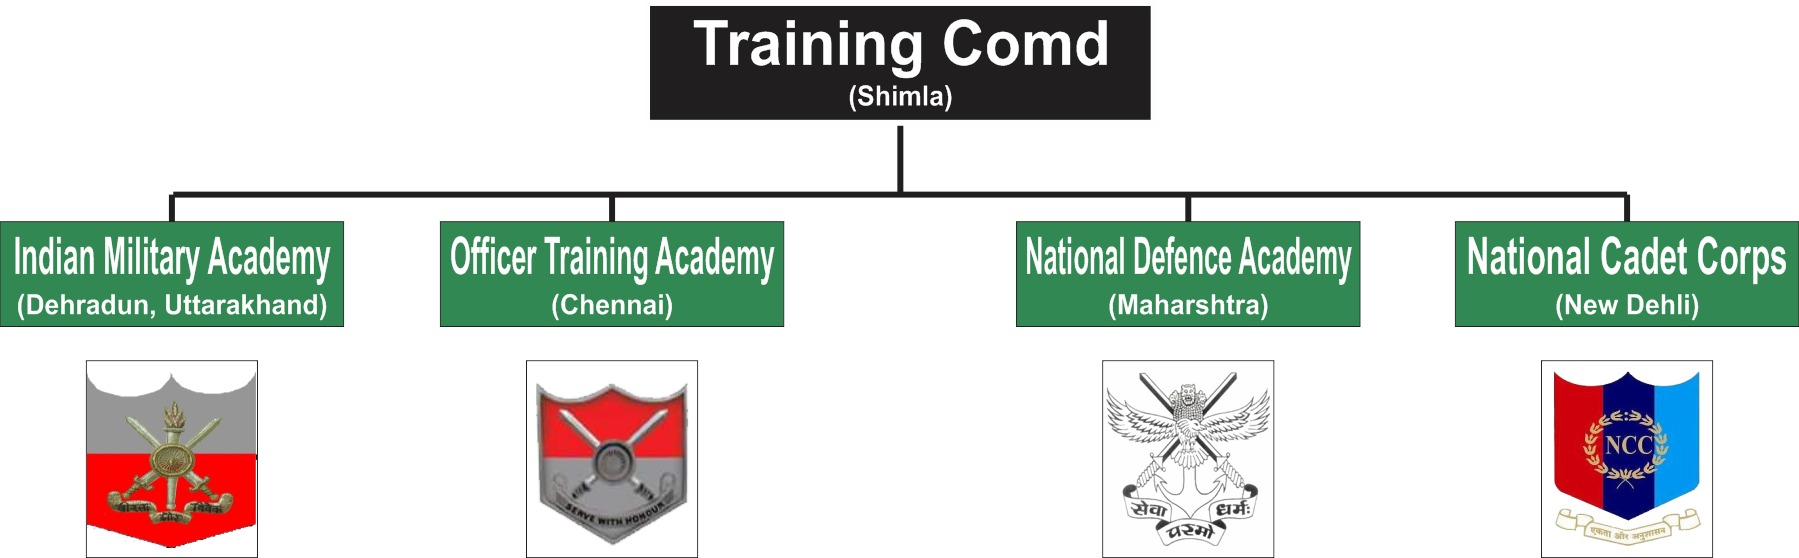 Training Comd
(Shimla)
Indian Military Academy
(Dehradun, Uttarakhand)
Officer Training Academy
(Chennai)
National Defence Academy
(Maharshtra)
National Cadet Corps
(New Dehli)
वीरता और विवेक
SERVE WITH HONOUR
सेवा परमो धर्मः
NCC
एकता और अनुशासन